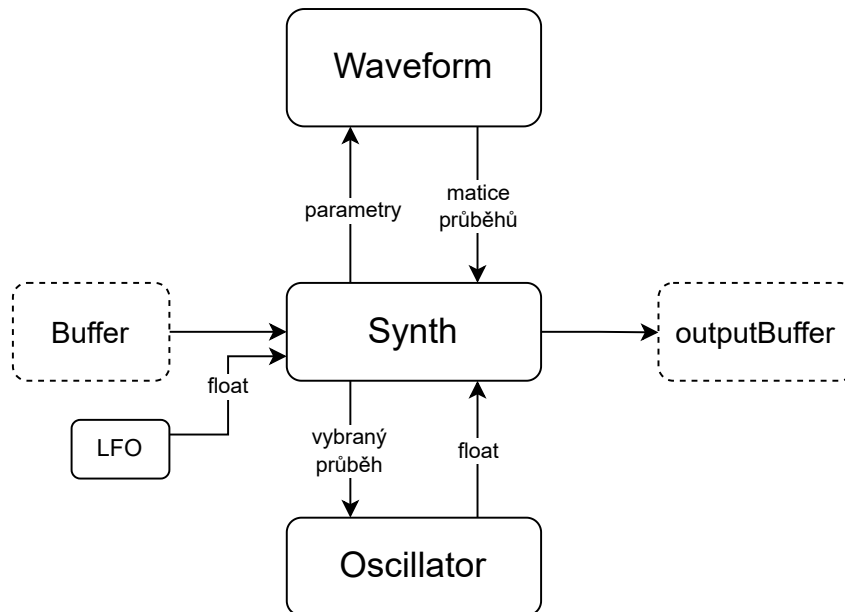 Waveform
parametry
matice
průběhů
Buffer
Synth
outputBuffer
float
LFO
vybraný
průběh
float
Oscillator